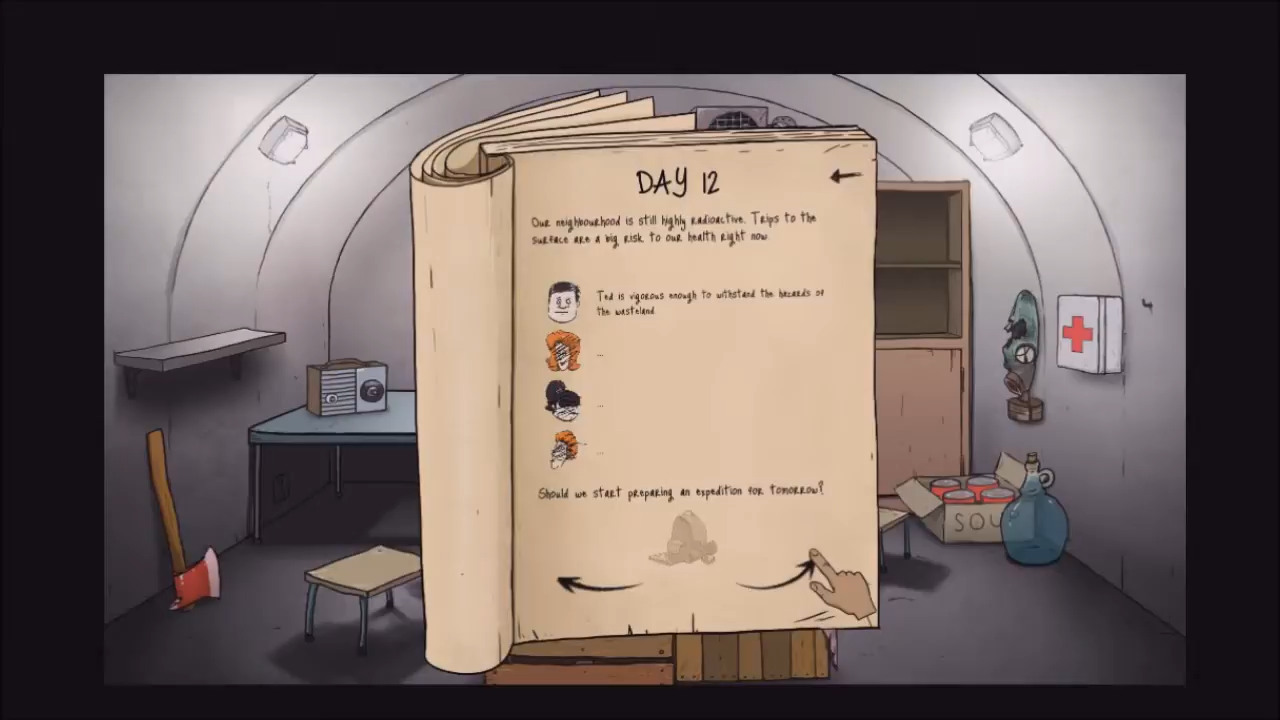 DAY 12
Our neighbourhood is still highly radioactive. Trips to the
surface are a big risk to our health right now.
Ted is vigorous enough to withstand the hazards of
the wasteland
...
...
...
Should we start preparing an expedition for tomorrow?
SOU